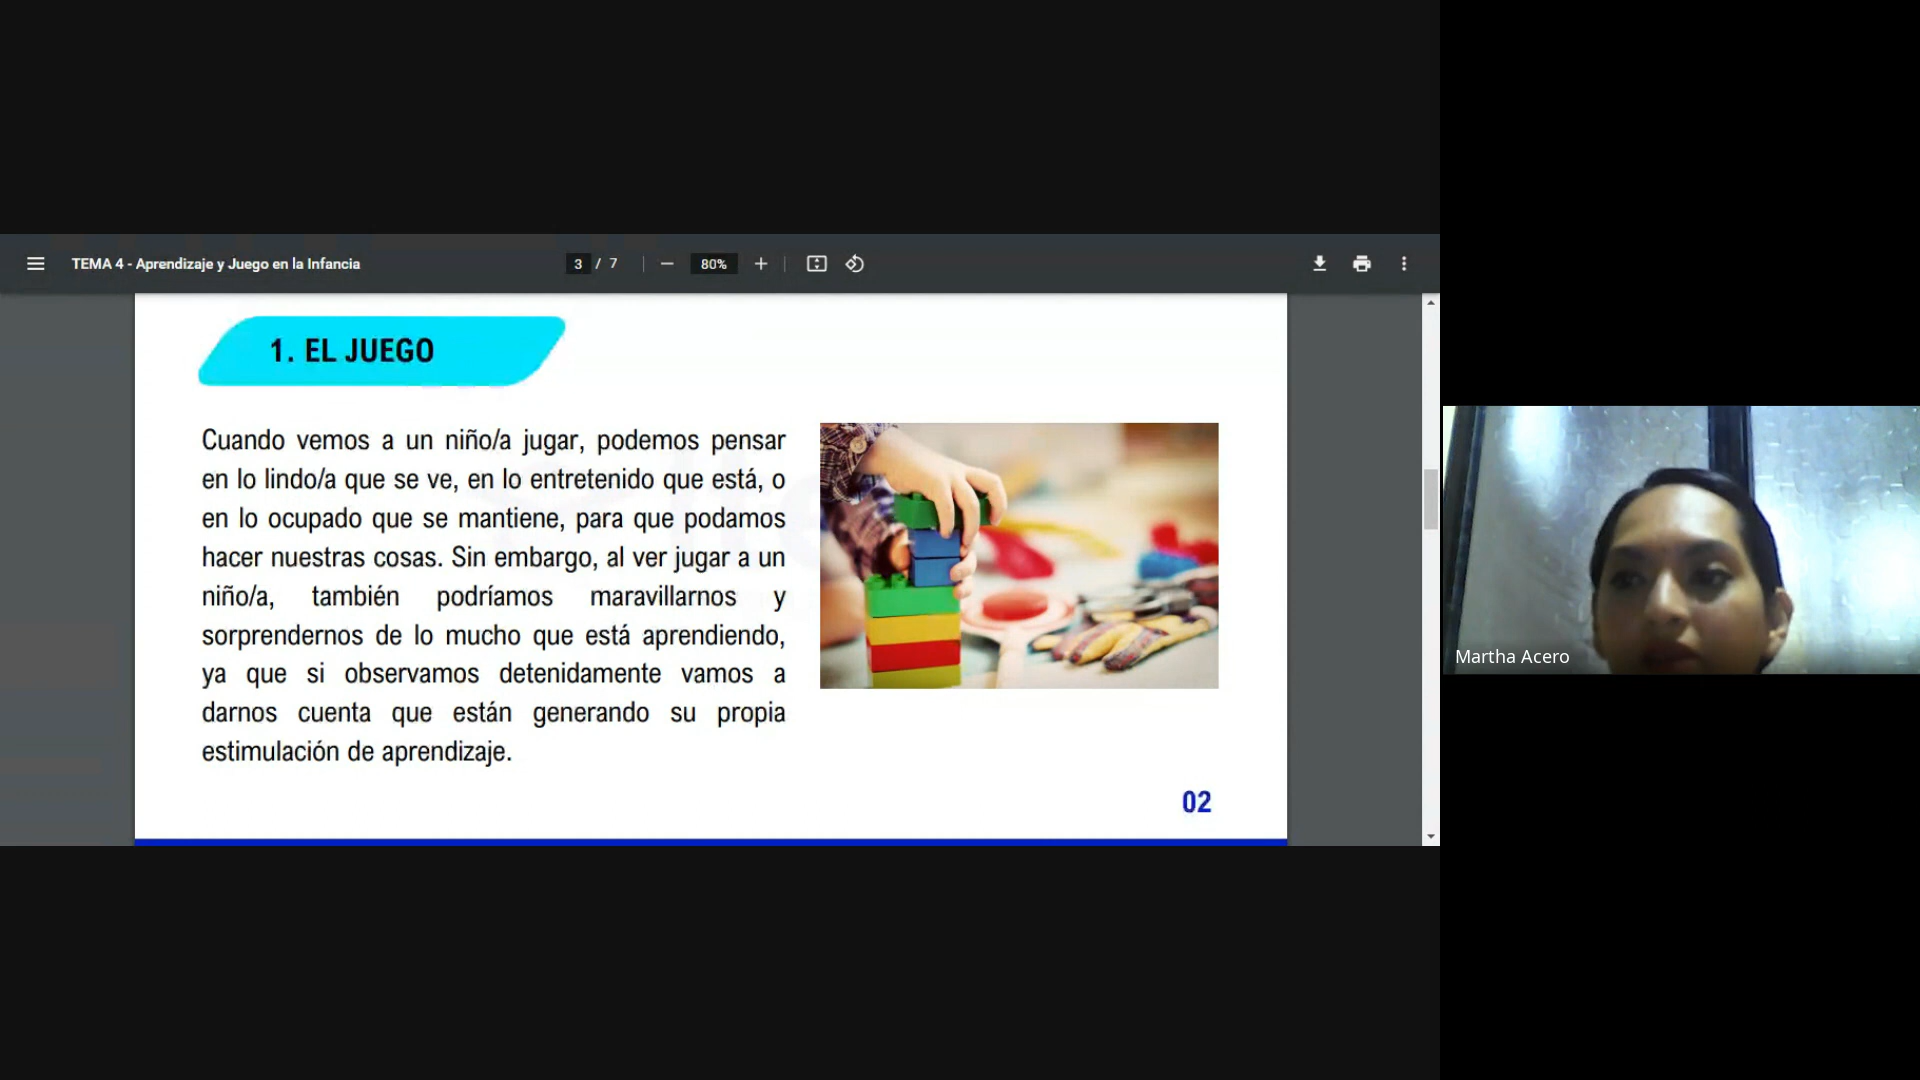 TEMA 4 - Aprendizaje y Juego en la Infancia
3 / 7
80%
1. EL JUEGO
Cuando vemos a un niño/a jugar, podemos pensar
en lo lindo/a que se ve, en lo entretenido que está, o
en lo ocupado que se mantiene, para que podamos
hacer nuestras cosas. Sin embargo, al ver jugar a un
niño/a, también podríamos maravillarnos y
sorprendernos de lo mucho que está aprendiendo,
ya que si observamos detenidamente vamos a
darnos cuenta que están generando su propia
estimulación de aprendizaje.
02
Martha Acero